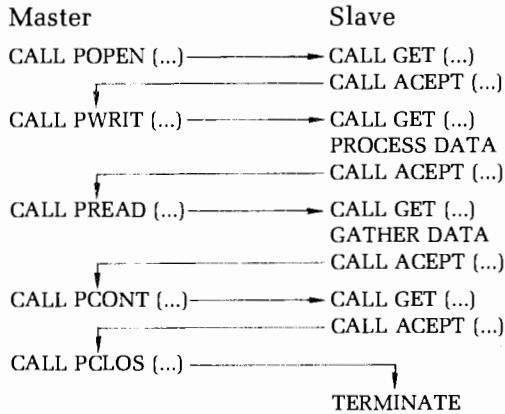 Master Slave
CALL POPEN (...) CALL GET (...)
CALL ACEPT (...)
CALL PWRIT (...) CALL GET (...)
PROCESS DATA
CALL ACEPT (...)
CALL PREAD (...) CALL GET (...)
GATHER DATA
CALL ACEPT (...)
CALL PCONT (...) CALL GET (...)
CALL ACEPT (...)
CALL PCLOS (...)
TERMINATE